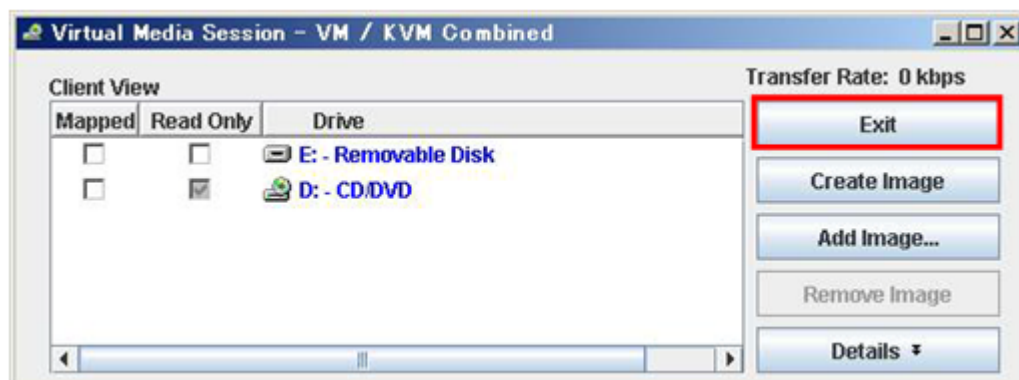 Virtual Media Session - VM / KVM Combined
Client View
Transfer Rate: 0 kbps
Mapped Read Only Drive
E: - Removable Disk
D: - CD/DVD
Exit
Create Image
Add Image...
Remove Image
Details